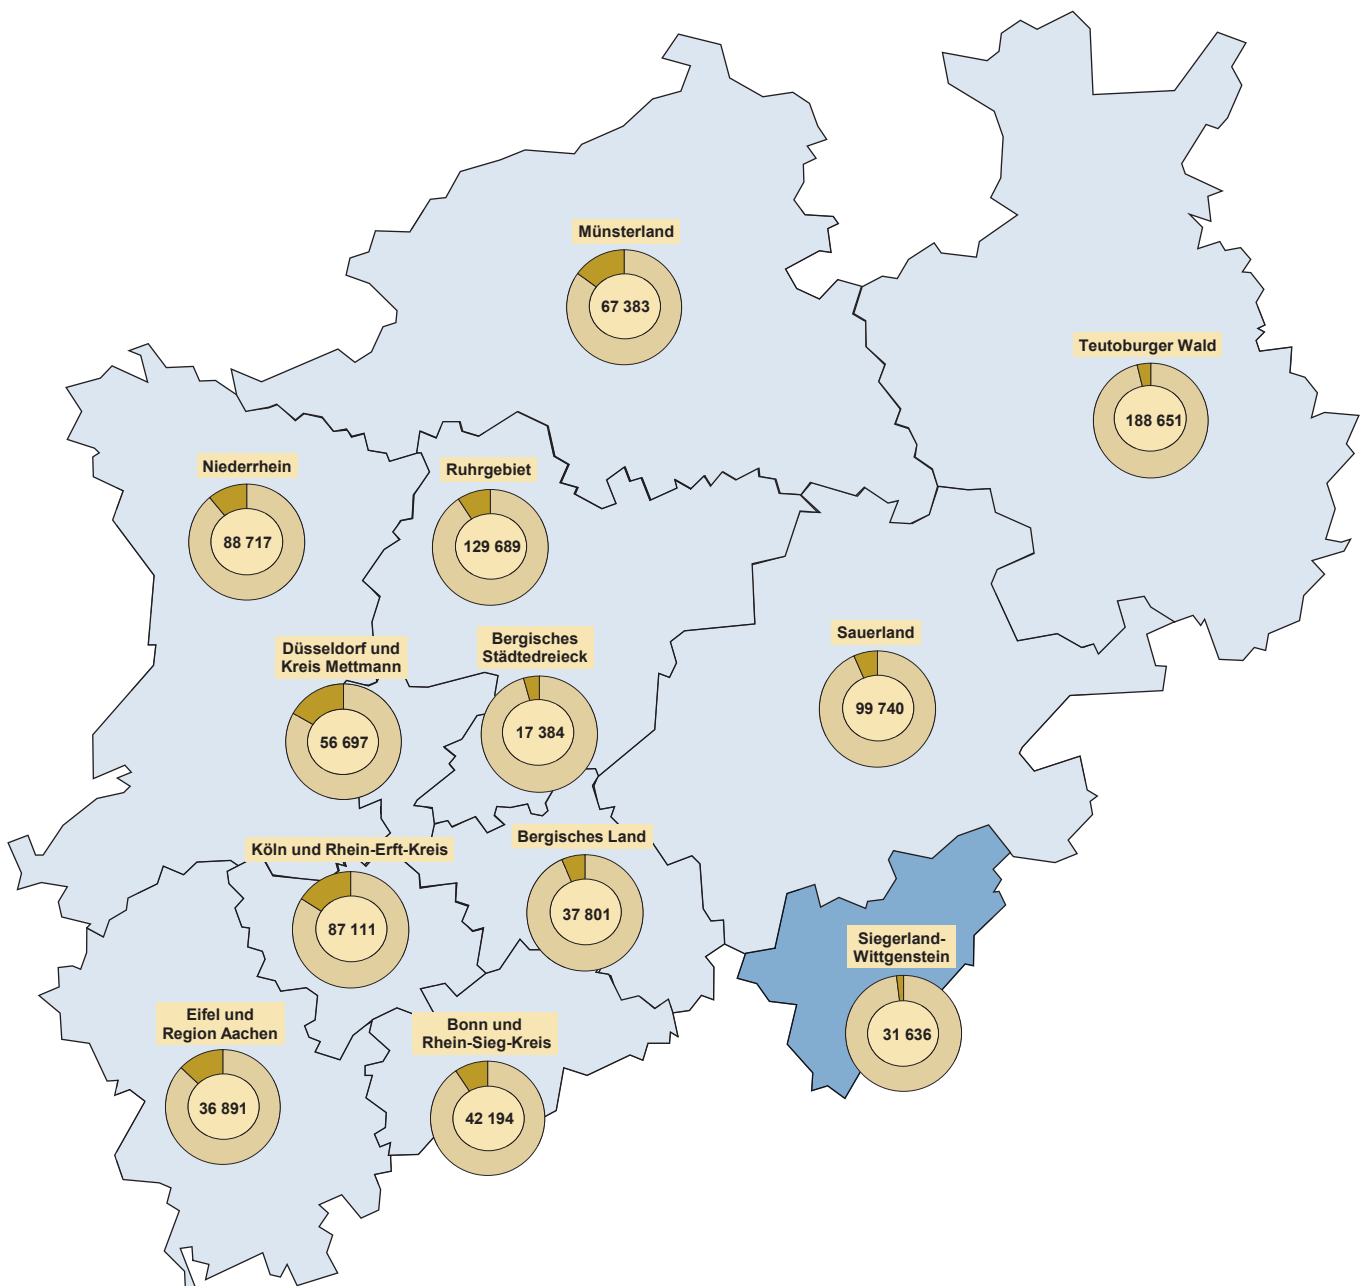 Münsterland
67 383
Teutoburger Wald
188 651
Niederrhein
88 717
Ruhrgebiet
129 689
Düsseldorf und
Kreis Mettmann
56 697
Bergisches
Städtedreieck
17 384
Sauerland
99 740
Köln und Rhein-Erft-Kreis
87 111
Bergisches Land
37 801
Siegerland-
Wittgenstein
31 636
Eifel und
Region Aachen
36 891
Bonn und
Rhein-Sieg-Kreis
42 194